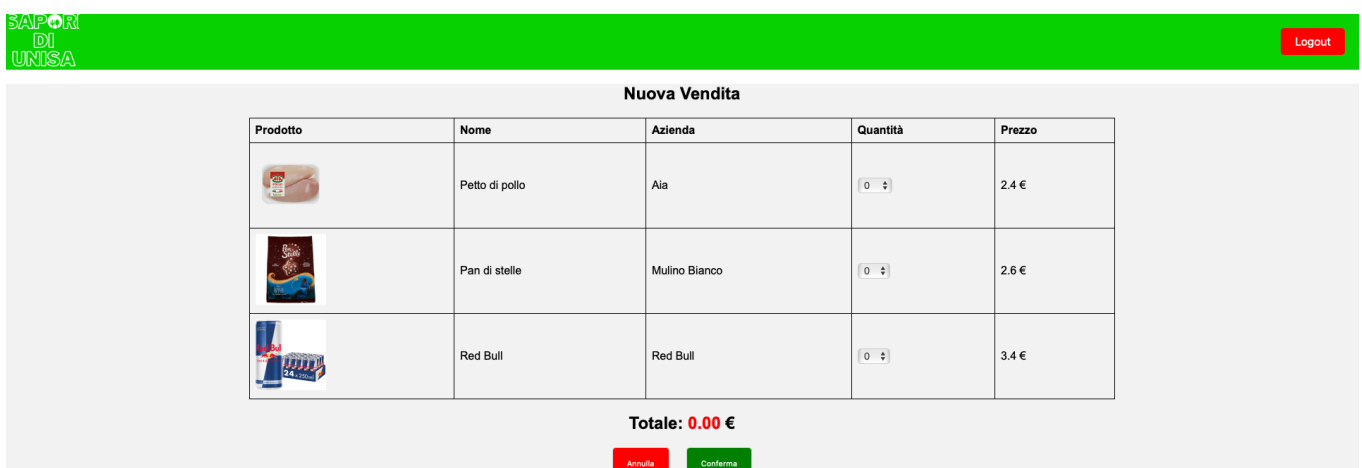 SAPORI
DI
UNISA
Logout
Nuova Vendita
Prodotto Nome Azienda Quantità Prezzo
Petto di pollo Aia 0 2.4 €
Pan di stelle Mulino Bianco 0 2.6 €
Red Bull Red Bull 0 3.4 €
24 x 250ml
Totale: 0.00 €
Annulla Conferma